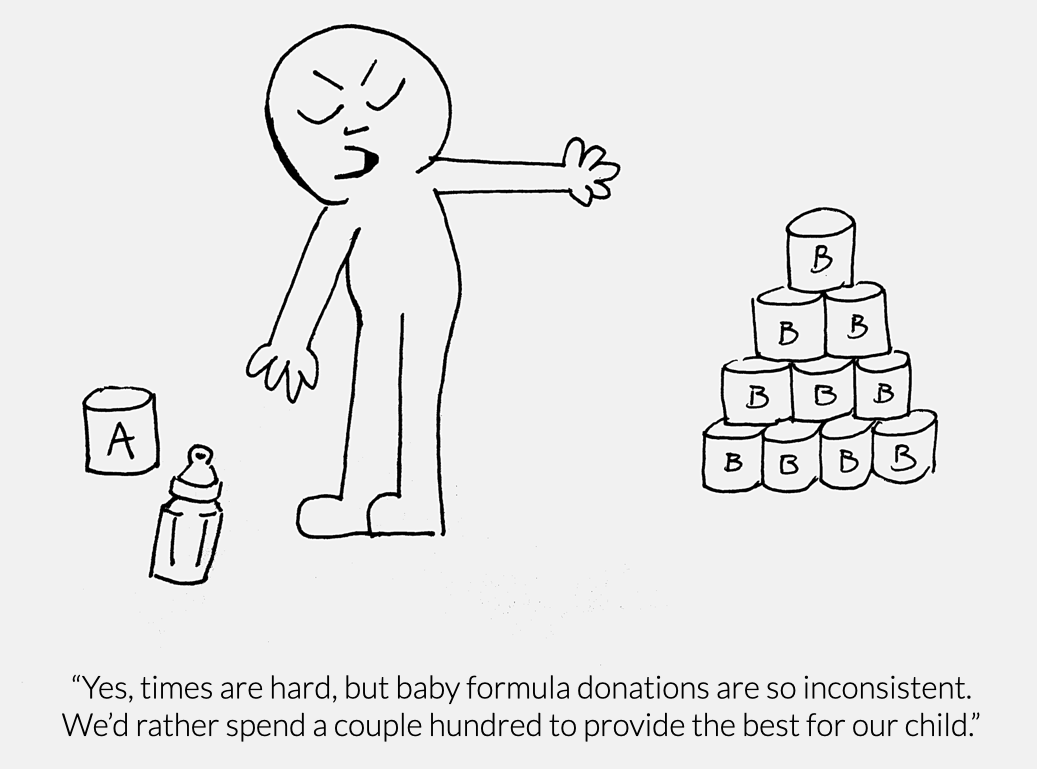 B
B B
B B B
A
B B B B
“Yes, times are hard, but baby formula donations are so inconsistent.
We’d rather spend a couple hundred to provide the best for our child.”